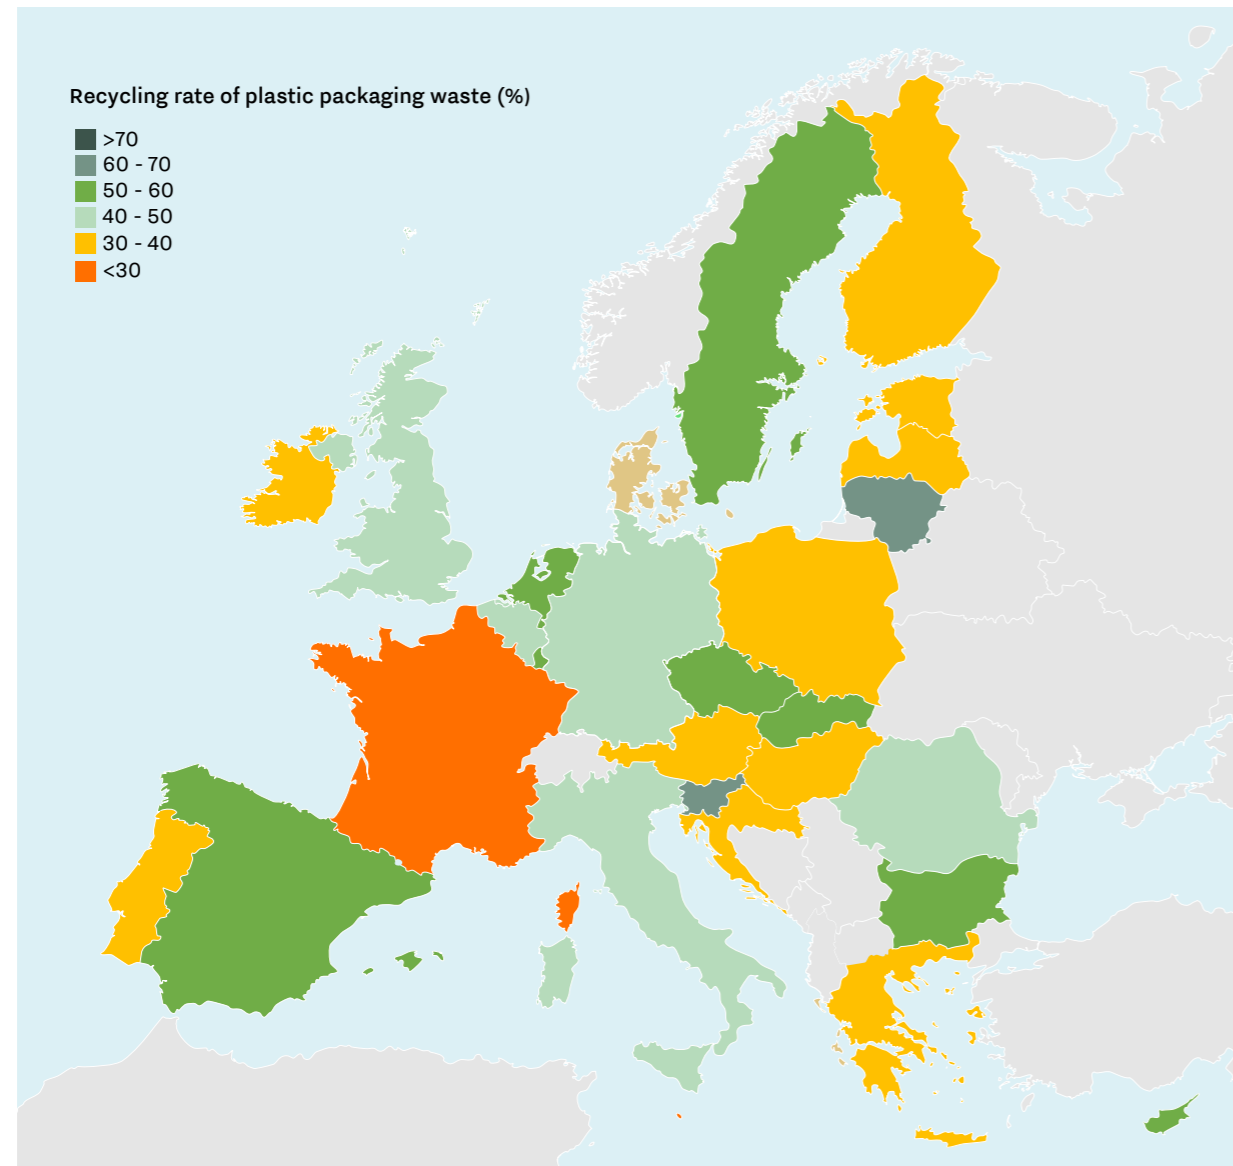 Recycling rate of plastic packaging waste (%)
>70
60 - 70
50 - 60
40 - 50
30 - 40
<30